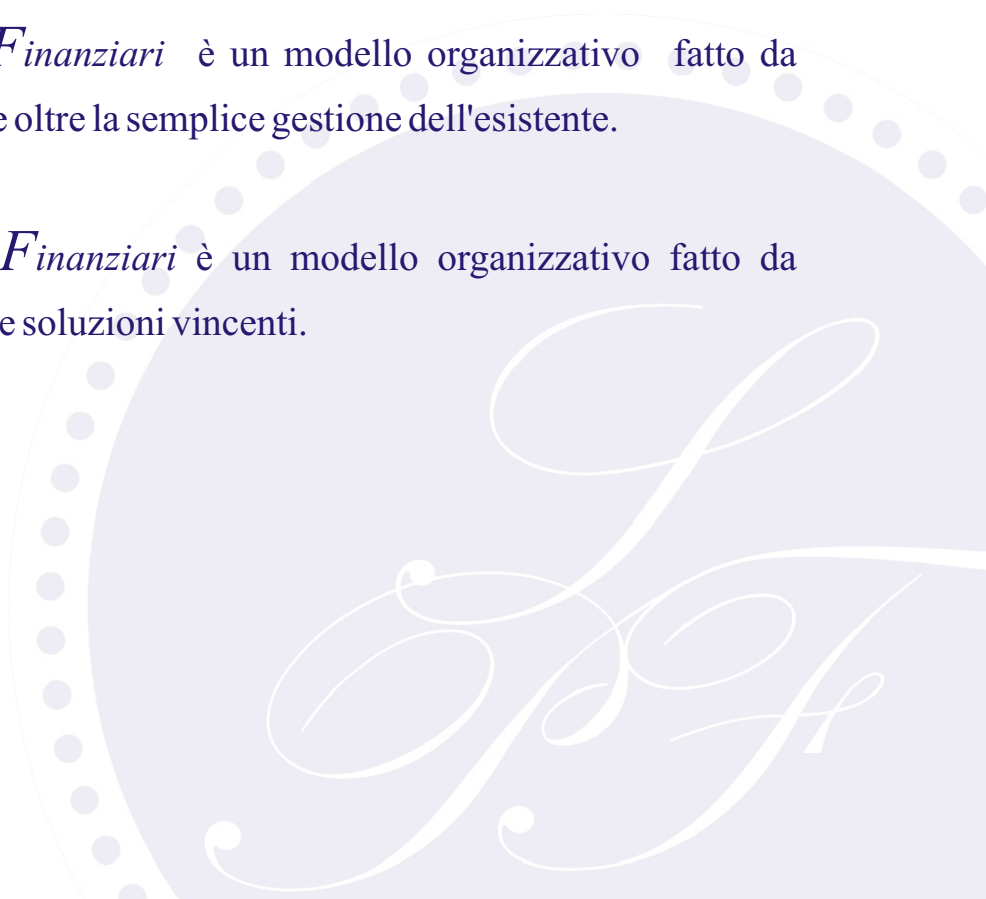 Finanziari è un modello organizzativo fatto da
e oltre la semplice gestione dell'esistente.
Finanziari è un modello organizzativo fatto da
e soluzioni vincenti.
SPF